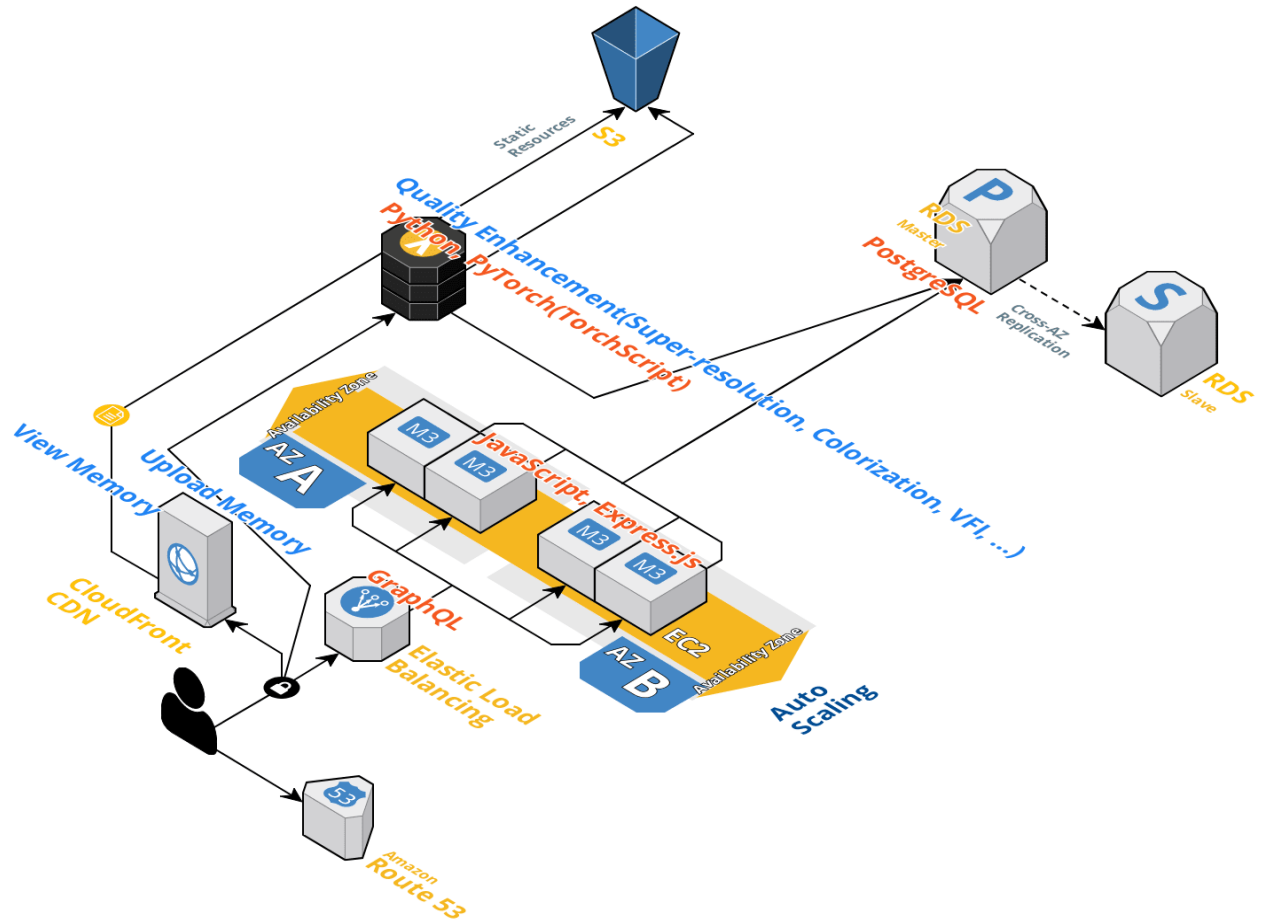 Static
Resources
S3
Quality Enhancement(Super-resolution, Colorization, VFI, ...)
Python, PyTorch(TorchScript)
P
RDS
Master
PostgreSQL
S
Cross-AZ
Replication
RDS
Slave
Availability Zone
AZ A
M3
M3
JavaScript, Express.js
M3
M3
View Memory
Upload Memory
EC2
Availability Zone
AZ B
Auto
Scaling
CloudFront
CDN
GraphQL
Elastic Load
Balancing
53
Amazon
Route 53